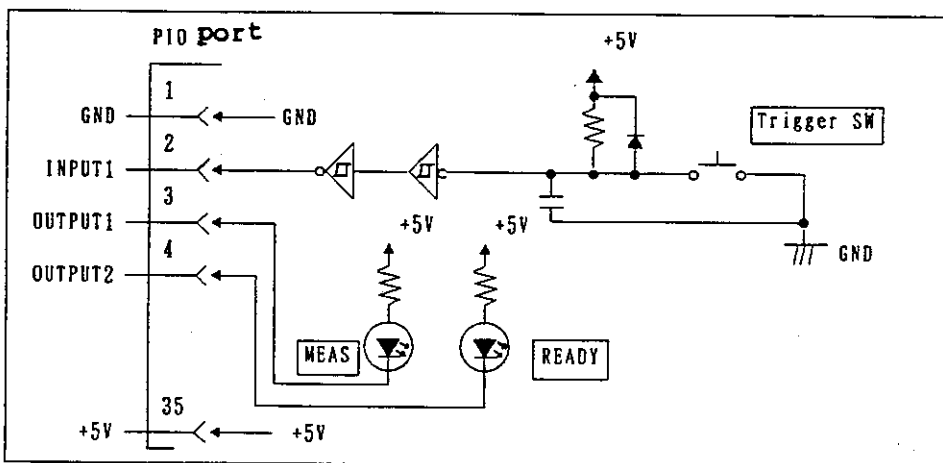 PIO port
+5V
1
GND
GND
Trigger SW
2
INPUT1
3
OUTPUT1
+5V
+5V
4
GND
OUTPUT2
MEAS
READY
35
+5V
+5V